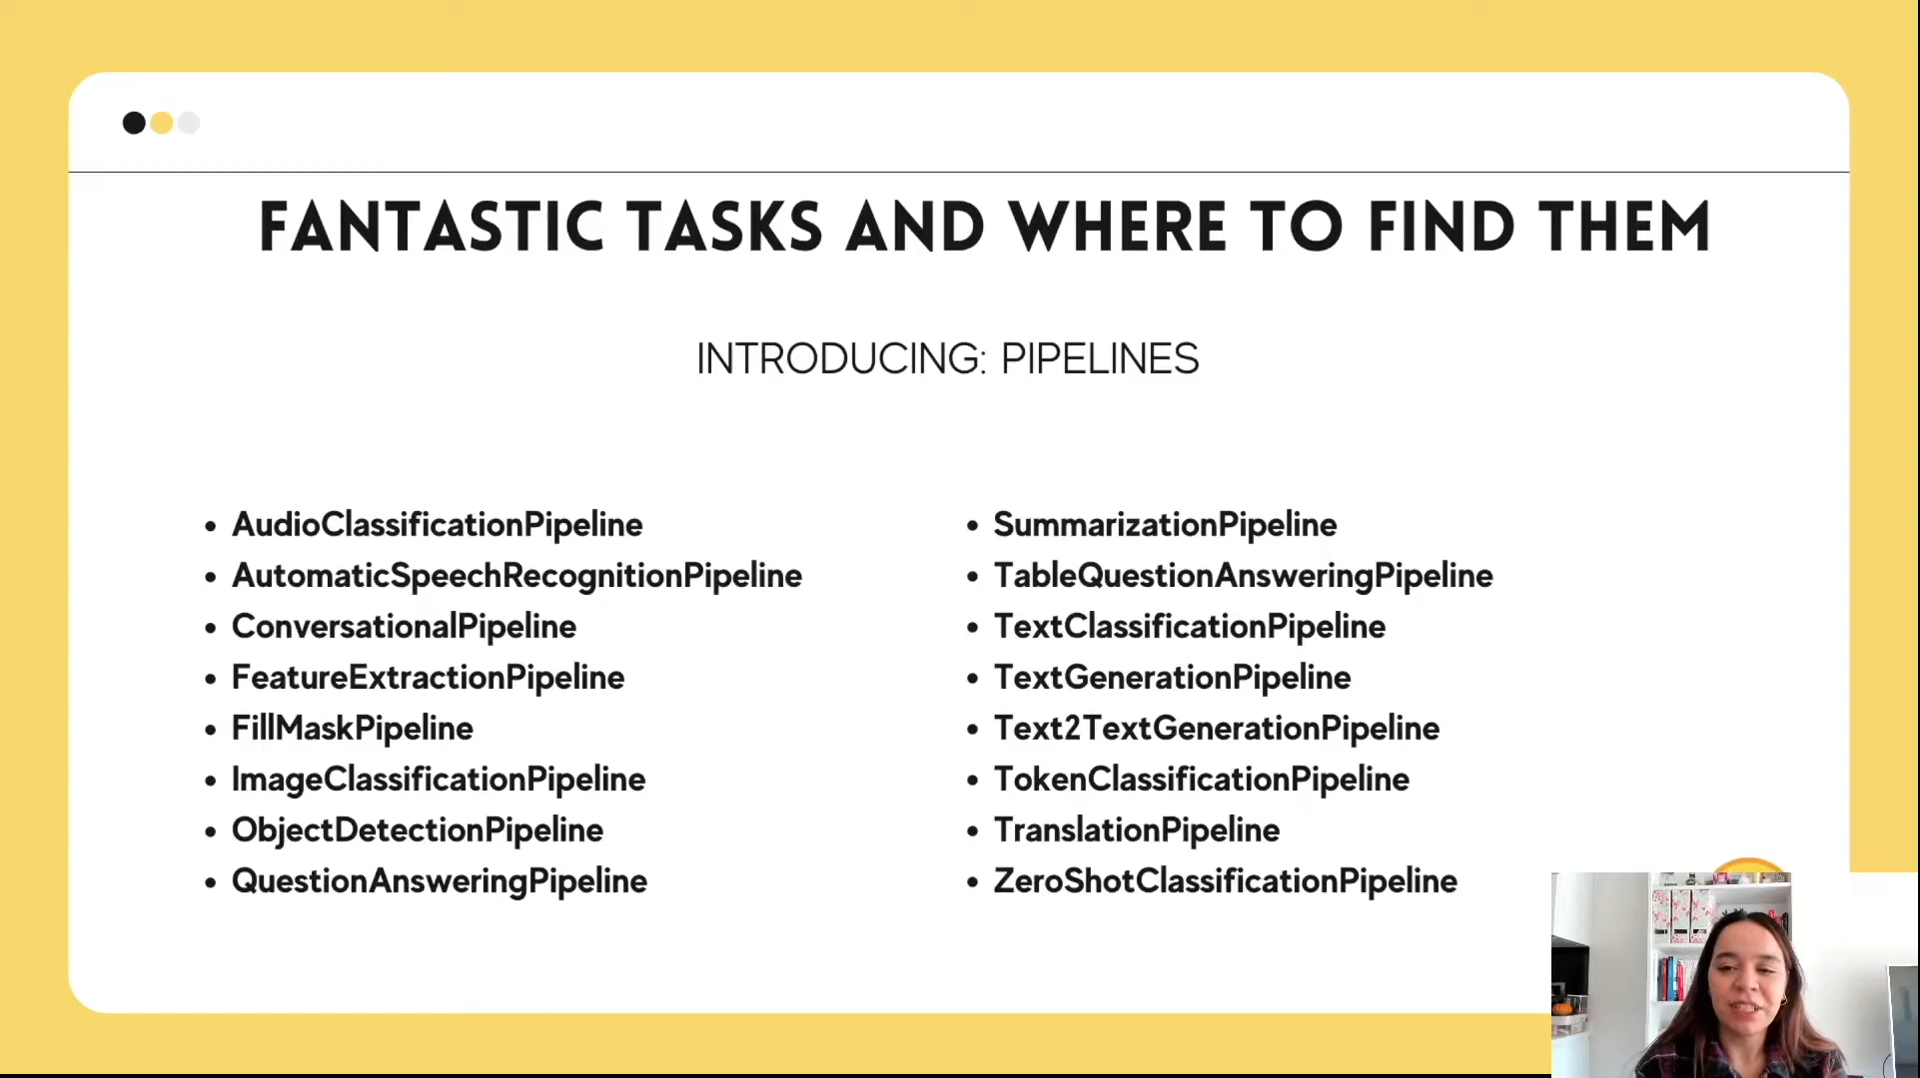 FANTASTIC TASKS AND WHERE TO FIND THEM
INTRODUCING: PIPELINES
• AudioClassificationPipeline
• AutomaticSpeechRecognitionPipeline
• ConversationalPipeline
• FeatureExtractionPipeline
• FillMaskPipeline
• ImageClassificationPipeline
• ObjectDetectionPipeline
• QuestionAnsweringPipeline
• SummarizationPipeline
• TableQuestionAnsweringPipeline
• TextClassificationPipeline
• TextGenerationPipeline
• Text2TextGenerationPipeline
• TokenClassificationPipeline
• TranslationPipeline
• ZeroShotClassificationPipeline